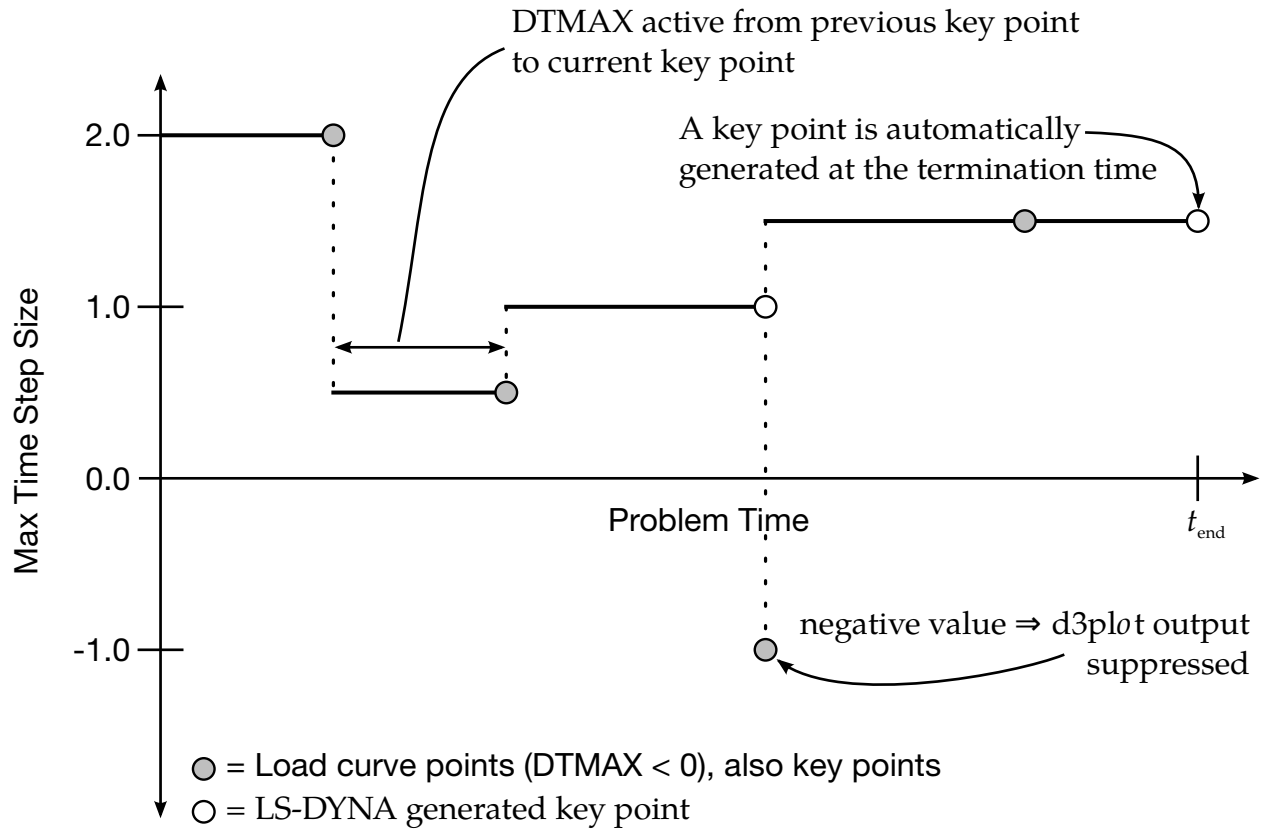 DTMAX active from previous key point
to current key point
A key point is automatically
generated at the termination time
2.0
1.0
0.0
-1.0
Max Time Step Size
Problem Time
t_end
negative value ⇒ d3plot output
suppressed
= Load curve points (DTMAX < 0), also key points
= LS-DYNA generated key point